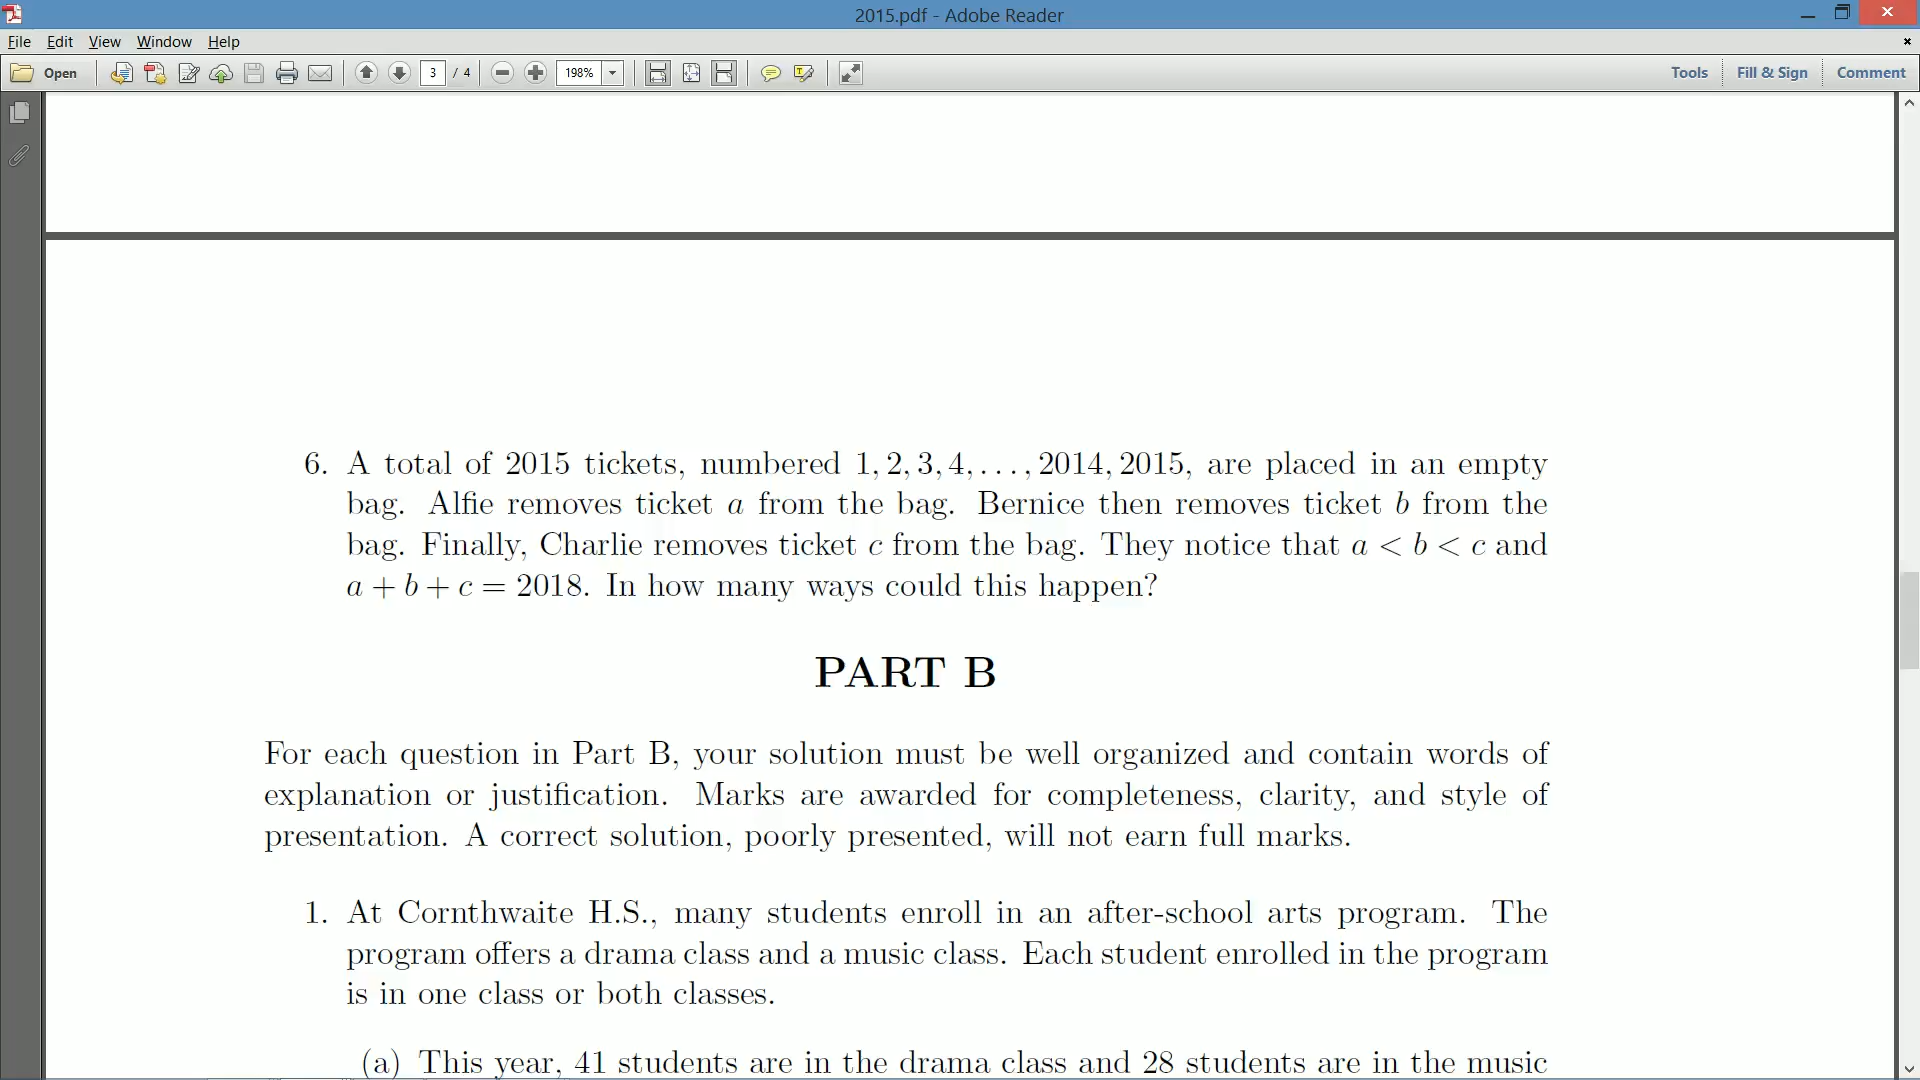 2015.pdf - Adobe Reader
File Edit View Window Help
Open 3 / 4 198% Tools Fill & Sign Comment
6. A total of 2015 tickets, numbered 1, 2, 3, 4, . . . , 2014, 2015, are placed in an empty
bag. Alfie removes ticket a from the bag. Bernice then removes ticket b from the
bag. Finally, Charlie removes ticket c from the bag. They notice that a < b < c and
a + b + c = 2018. In how many ways could this happen?
PART B
For each question in Part B, your solution must be well organized and contain words of
explanation or justification. Marks are awarded for completeness, clarity, and style of
presentation. A correct solution, poorly presented, will not earn full marks.
1. At Cornthwaite H.S., many students enroll in an after-school arts program. The
program offers a drama class and a music class. Each student enrolled in the program
is in one class or both classes.
(a) This year, 41 students are in the drama class and 28 students are in the music